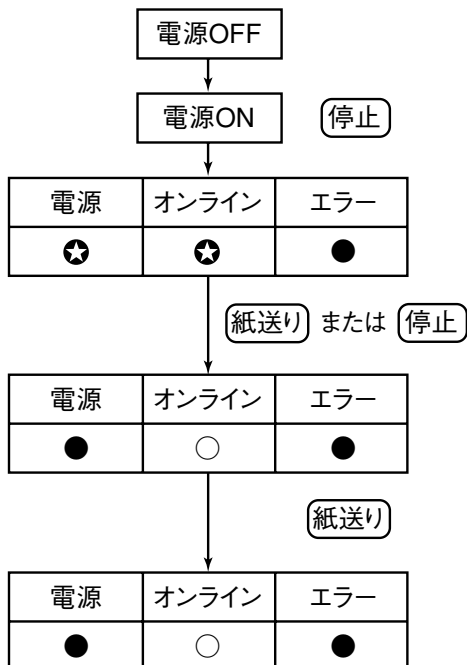 電源OFF
電源ON 停止
電源 オンライン エラー
✪ ✪ ●
紙送り または 停止
電源 オンライン エラー
● ○ ●
紙送り
電源 オンライン エラー
● ○ ●